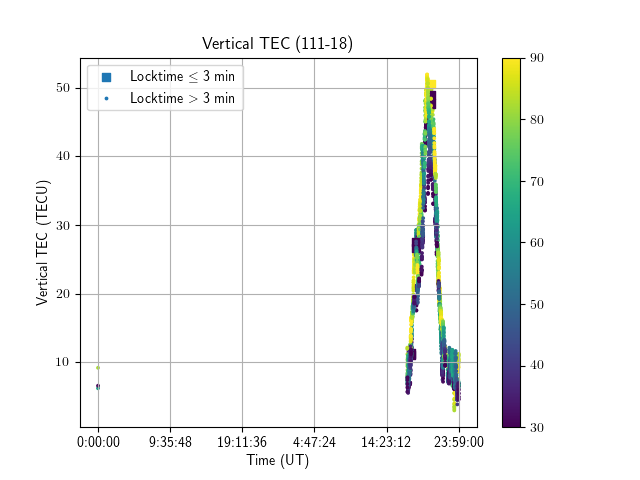 Vertical TEC (111-18)
Locktime ≤ 3 min
Locktime > 3 min
Vertical TEC (TECU)
50
40
30
20
10
0:00:00 9:35:48 19:11:36 4:47:24 14:23:12 23:59:00
Time (UT)
90
80
70
60
50
40
30